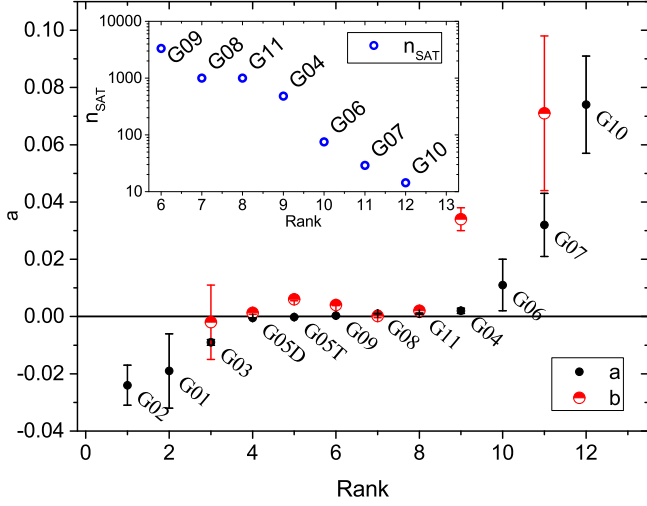 0.10
0.08
0.06
0.04
0.02
0.00
-0.02
-0.04
a
0 2 4 6 8 10 12
Rank
G02
G01
G03
G05D
G05T
G09
G08
G11
G04
G06
G07
G10
a
b
10000
1000
100
10
n_SAT
6 7 8 9 10 11 12 13
Rank
G09
G08
G11
G04
G06
G07
G10
n_SAT